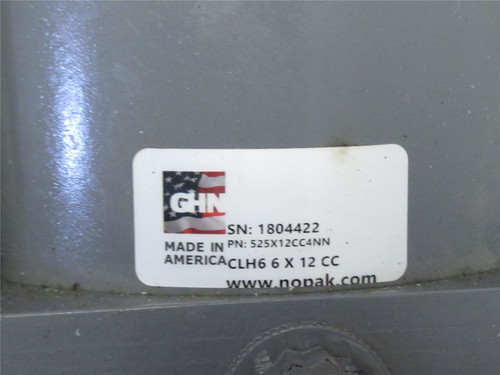 GHN
SN: 1804422
MADE IN
PN: 525X12CC4NN
AMERICA
CLH6 6 X 12 CC
www.nopak.com